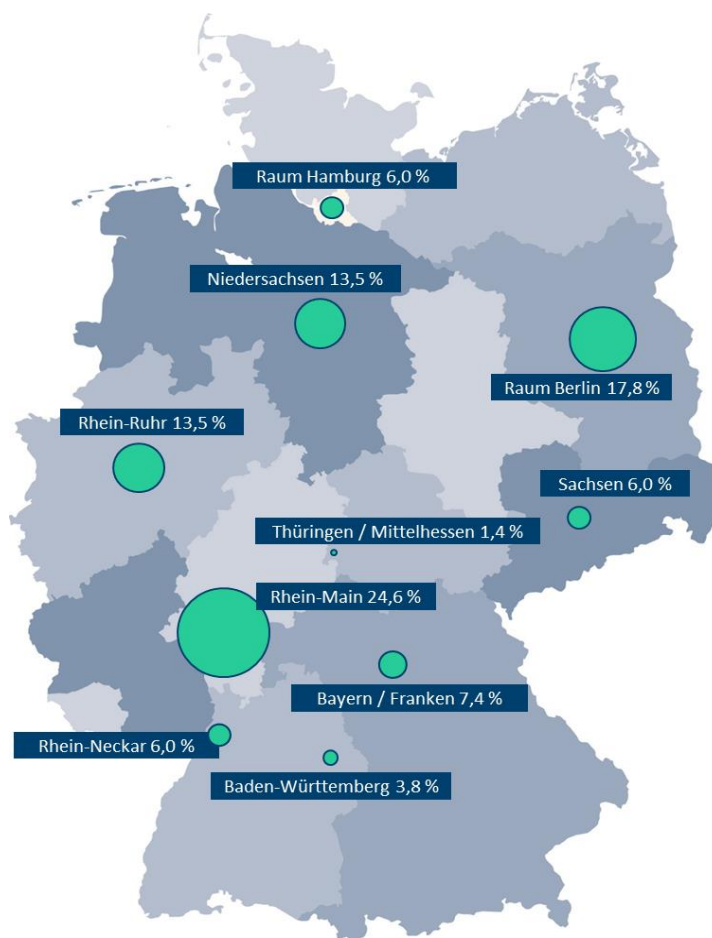 Raum Hamburg 6,0 %
Niedersachsen 13,5 %
Raum Berlin 17,8 %
Rhein-Ruhr 13,5 %
Sachsen 6,0 %
Thüringen / Mittelhessen 1,4 %
Rhein-Main 24,6 %
Bayern / Franken 7,4 %
Rhein-Neckar 6,0 %
Baden-Württemberg 3,8 %